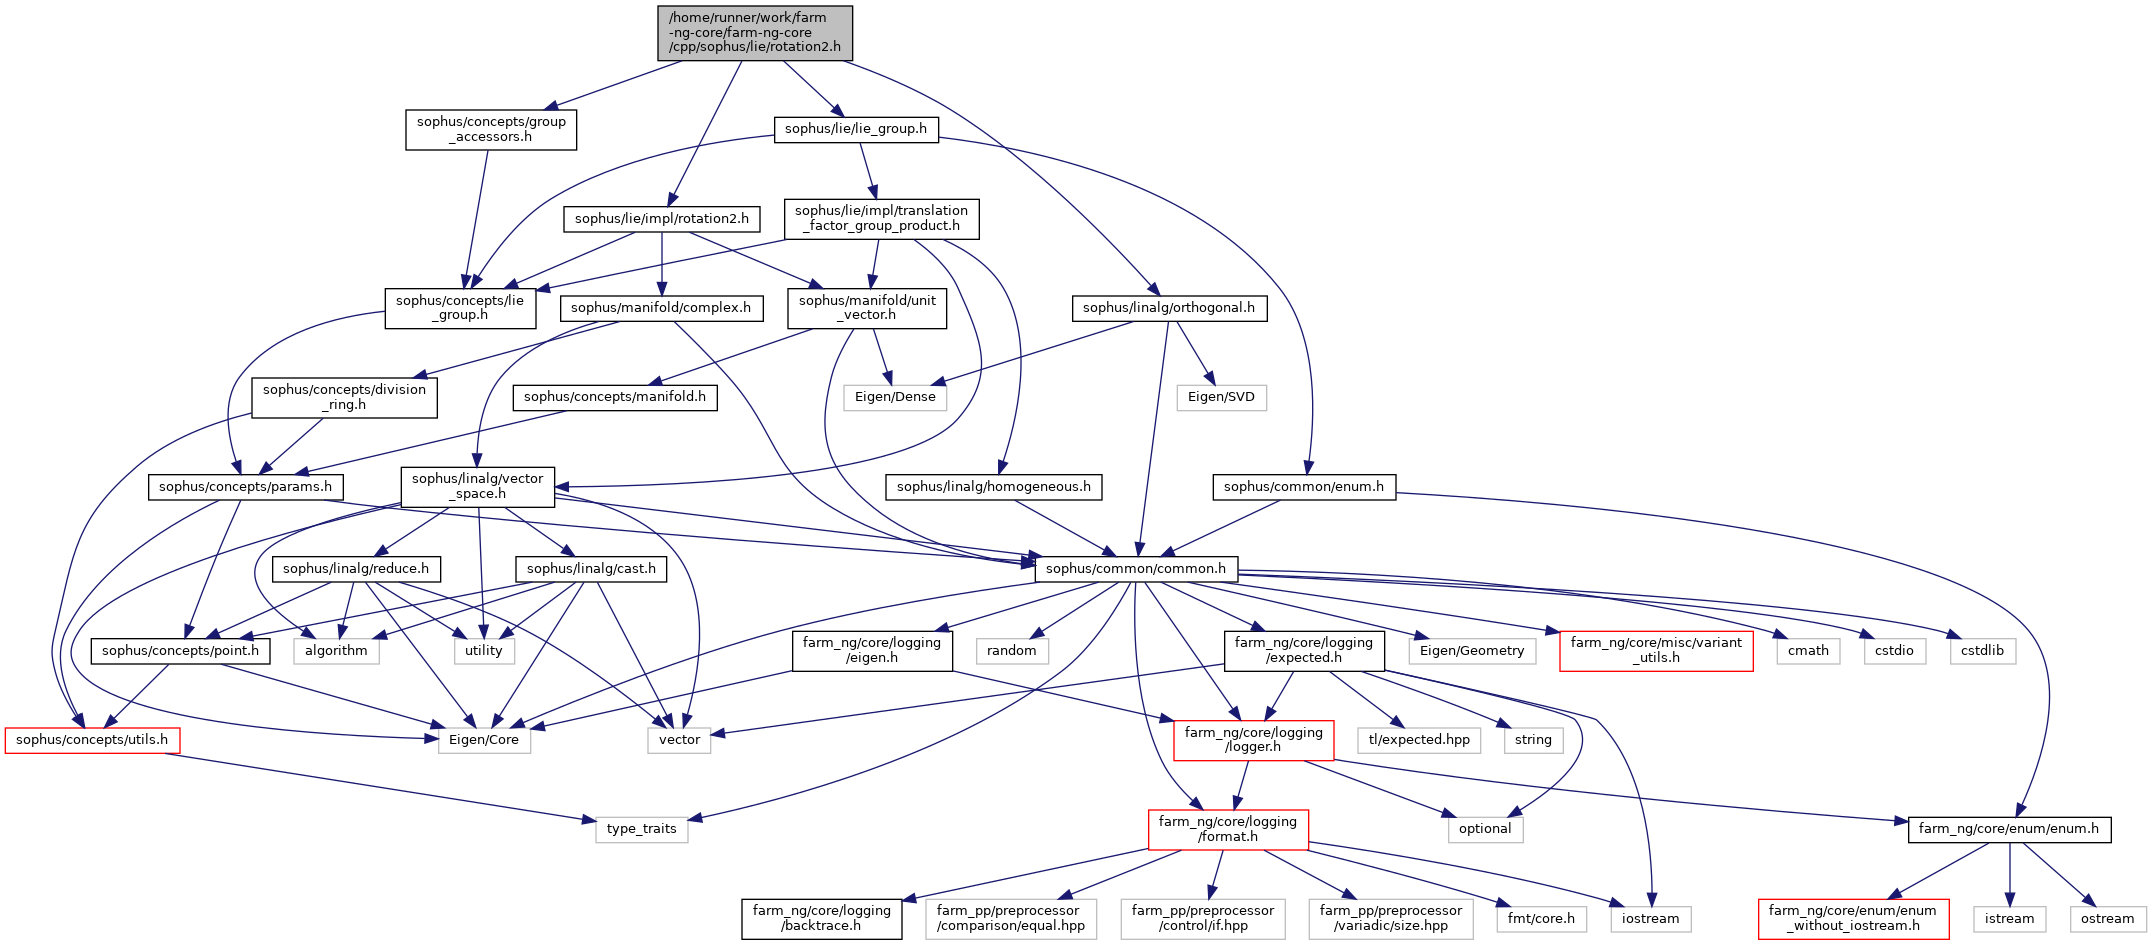 /home/runner/work/farm
-ng-core/farm-ng-core
/cpp/sophus/lie/rotation2.h
sophus/concepts/group
_accessors.h
sophus/lie/lie_group.h
sophus/lie/impl/rotation2.h
sophus/lie/impl/translation
_factor_group_product.h
sophus/concepts/lie
_group.h
sophus/manifold/complex.h
sophus/manifold/unit
_vector.h
sophus/linalg/orthogonal.h
sophus/concepts/division
_ring.h
sophus/concepts/manifold.h
Eigen/Dense
Eigen/SVD
sophus/concepts/params.h
sophus/linalg/vector
_space.h
sophus/linalg/homogeneous.h
sophus/common/enum.h
sophus/linalg/reduce.h
sophus/linalg/cast.h
sophus/common/common.h
sophus/concepts/point.h
algorithm
utility
farm_ng/core/logging
/eigen.h
random
farm_ng/core/logging
/expected.h
Eigen/Geometry
farm_ng/core/misc/variant
_utils.h
cmath
cstdio
cstdlib
sophus/concepts/utils.h
Eigen/Core
vector
farm_ng/core/logging
/logger.h
tl/expected.hpp
string
type_traits
farm_ng/core/logging
/format.h
optional
farm_ng/core/enum/enum.h
farm_ng/core/logging
/backtrace.h
farm_pp/preprocessor
/comparison/equal.hpp
farm_pp/preprocessor
/control/if.hpp
farm_pp/preprocessor
/variadic/size.hpp
fmt/core.h
iostream
farm_ng/core/enum/enum
_without_iostream.h
istream
ostream